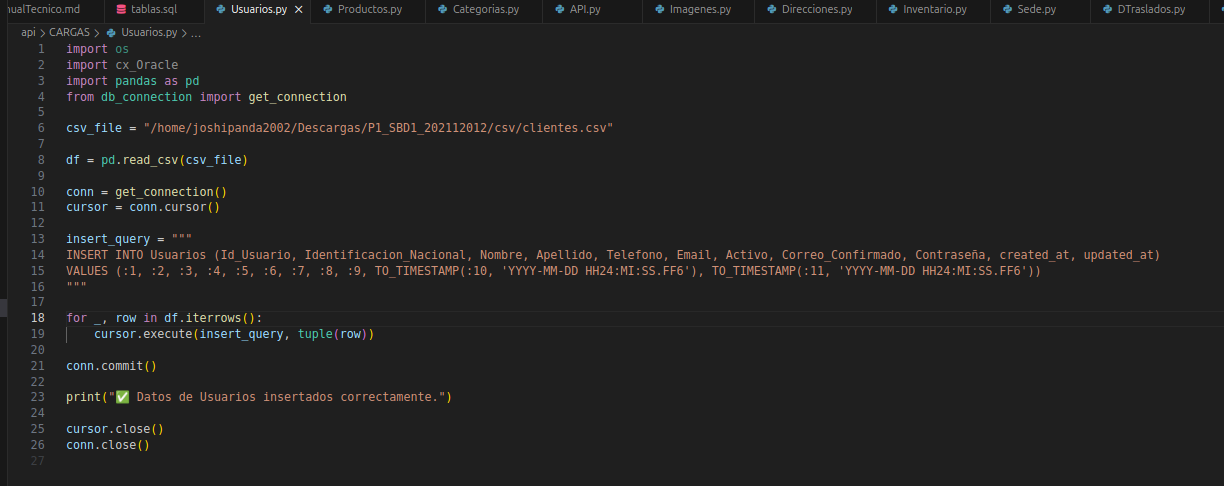 nualTecnico.md tablas.sql Usuarios.py Productos.py Categorias.py API.py Imagenes.py Direcciones.py Inventario.py Sede.py DTraslados.py
api > CARGAS > Usuarios.py > ...
1 import os
2 import cx_Oracle
3 import pandas as pd
4 from db_connection import get_connection
5
6 csv_file = "/home/joshipanda2002/Descargas/P1_SBD1_202112012/csv/clientes.csv"
7
8 df = pd.read_csv(csv_file)
9
10 conn = get_connection()
11 cursor = conn.cursor()
12
13 insert_query = """
14 INSERT INTO Usuarios (Id_Usuario, Identificacion_Nacional, Nombre, Apellido, Telefono, Email, Activo, Correo_Confirmado, Contraseña, created_at, updated_at)
15 VALUES (:1, :2, :3, :4, :5, :6, :7, :8, :9, TO_TIMESTAMP(:10, 'YYYY-MM-DD HH24:MI:SS.FF6'), TO_TIMESTAMP(:11, 'YYYY-MM-DD HH24:MI:SS.FF6'))
16 """
17
18 for _, row in df.iterrows():
19     cursor.execute(insert_query, tuple(row))
20
21 conn.commit()
22
23 print("✅ Datos de Usuarios insertados correctamente.")
24
25 cursor.close()
26 conn.close()
27